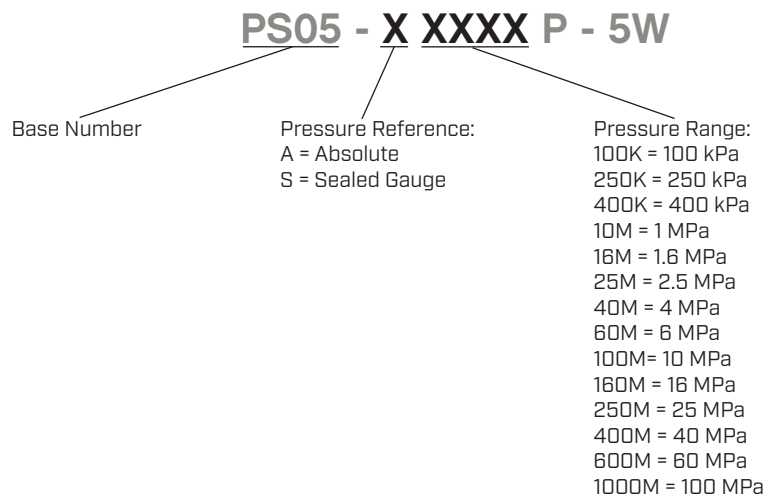 PS05 - X XXXX P - 5W
Base Number
Pressure Reference:
A = Absolute
S = Sealed Gauge
Pressure Range:
100K = 100 kPa
250K = 250 kPa
400K = 400 kPa
10M = 1 MPa
16M = 1.6 MPa
25M = 2.5 MPa
40M = 4 MPa
60M = 6 MPa
100M= 10 MPa
160M = 16 MPa
250M = 25 MPa
400M = 40 MPa
600M = 60 MPa
1000M = 100 MPa